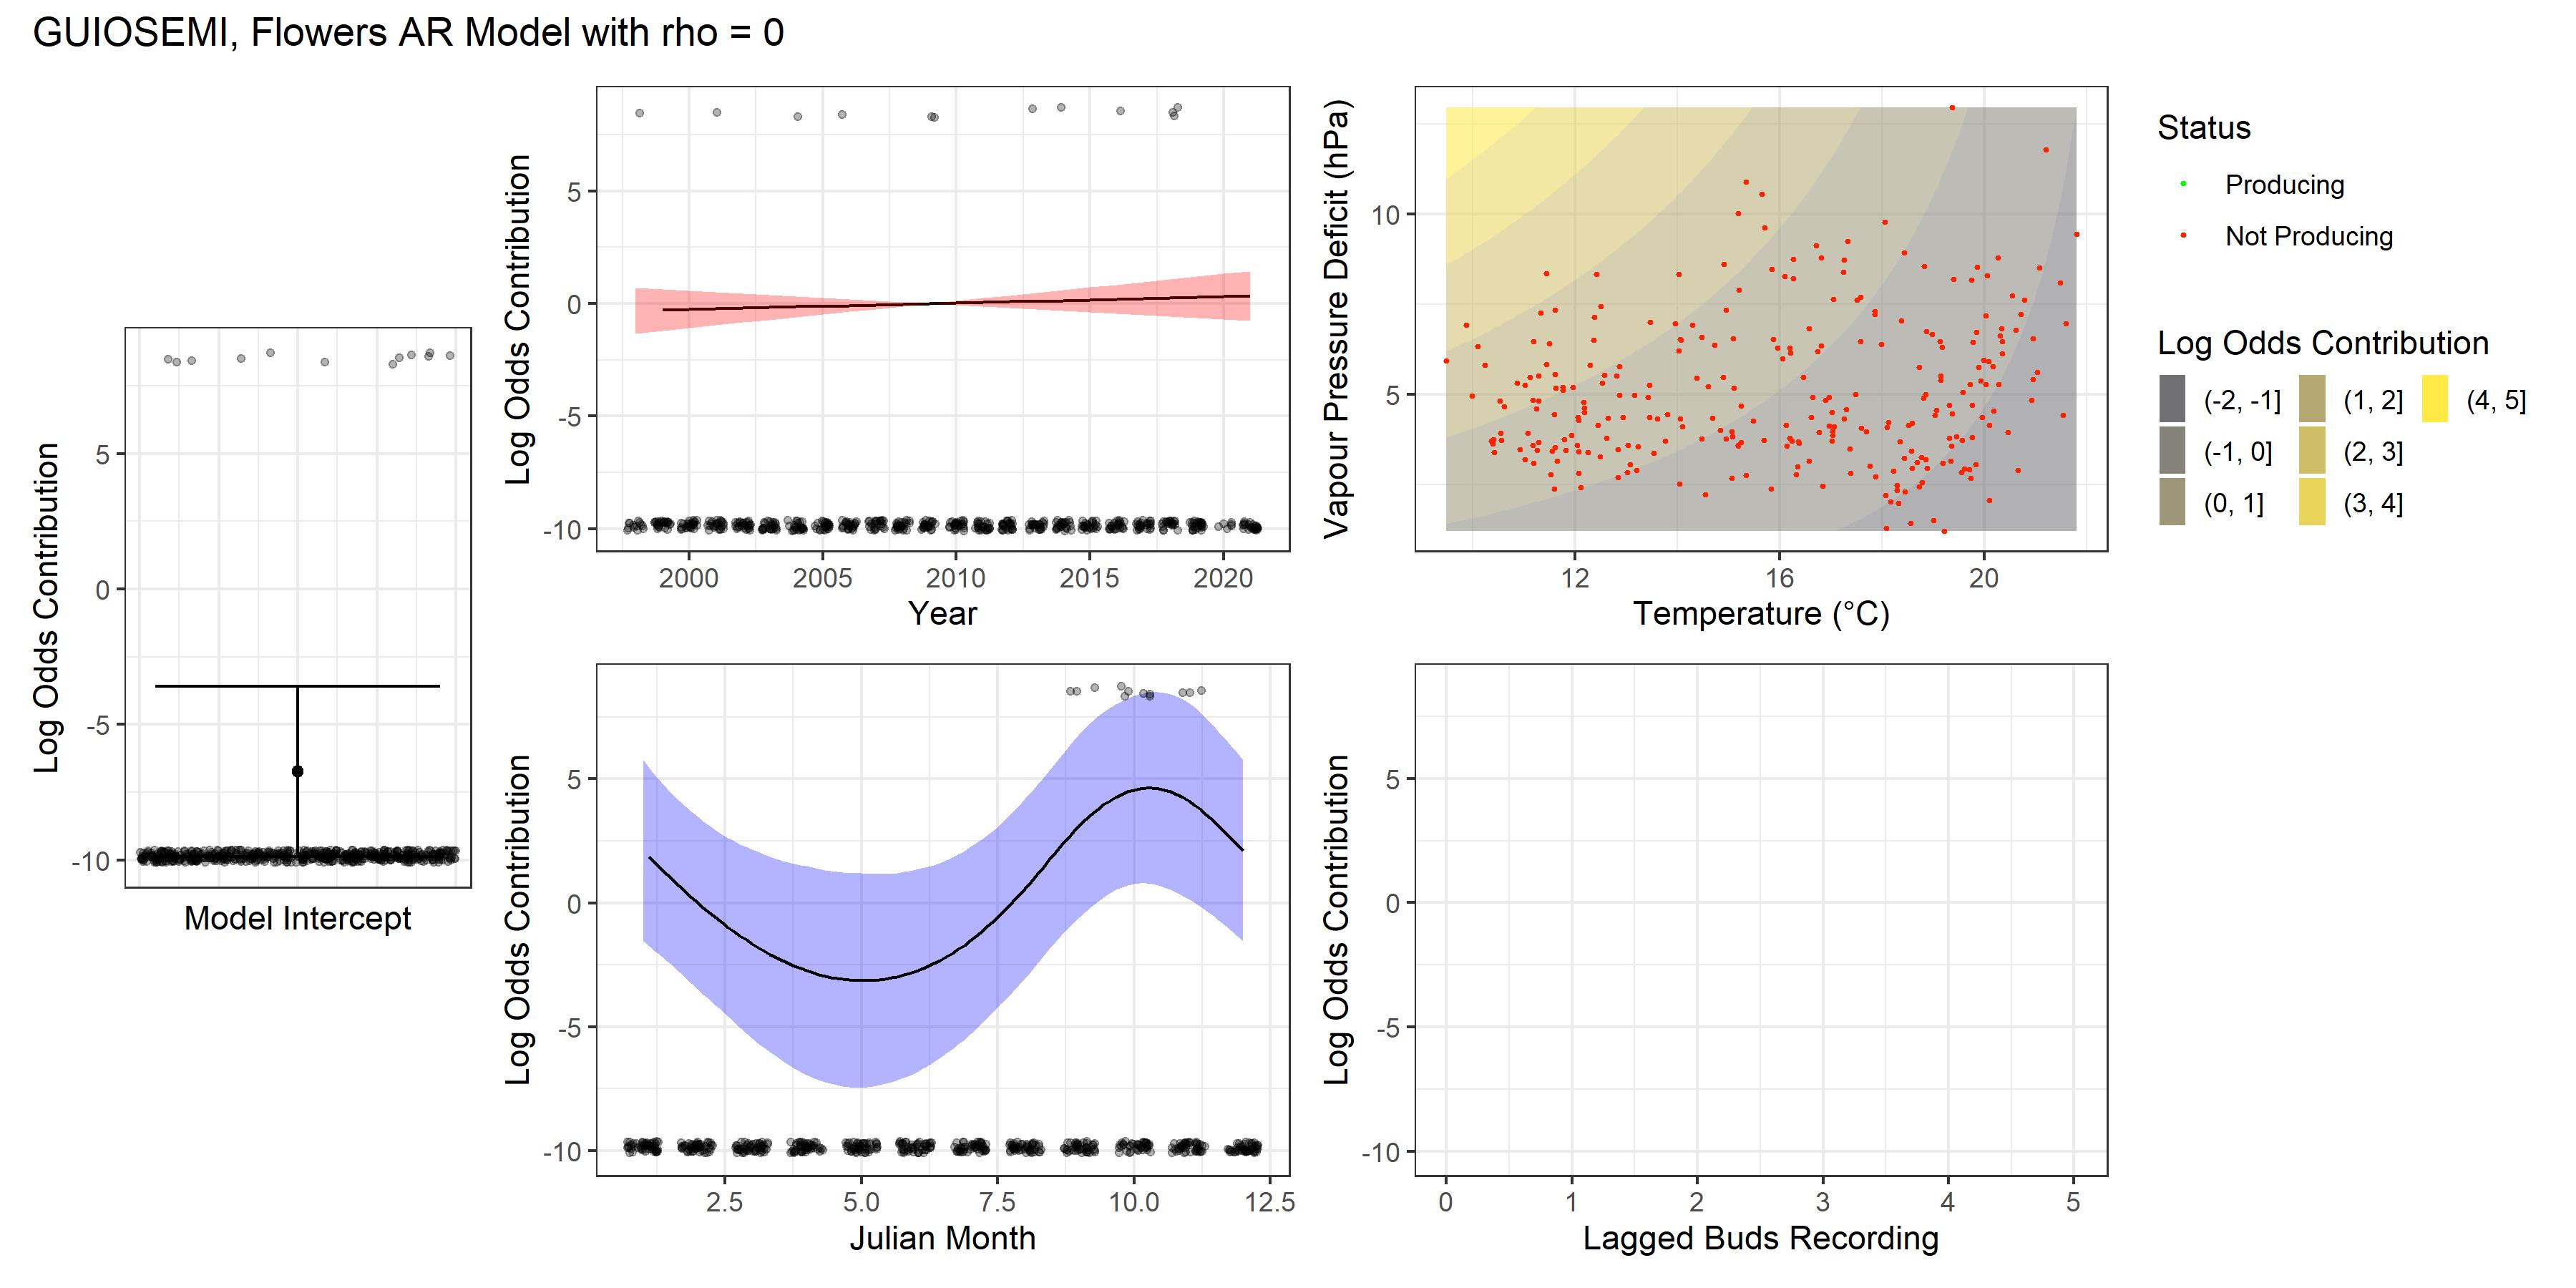 GUIOSEMI, Flowers AR Model with rho = 0
Log Odds Contribution
5
0
-5
-10
Model Intercept
Log Odds Contribution
5
0
-5
-10
2000 2005 2010 2015 2020
Year
Vapour Pressure Deficit (hPa)
10
5
12 16 20
Temperature (°C)
Status
Producing
Not Producing
Log Odds Contribution
(-2, -1] (1, 2] (4, 5]
(-1, 0] (2, 3]
(0, 1] (3, 4]
Log Odds Contribution
5
0
-5
-10
2.5 5.0 7.5 10.0 12.5
Julian Month
Log Odds Contribution
5
0
-5
-10
0 1 2 3 4 5
Lagged Buds Recording